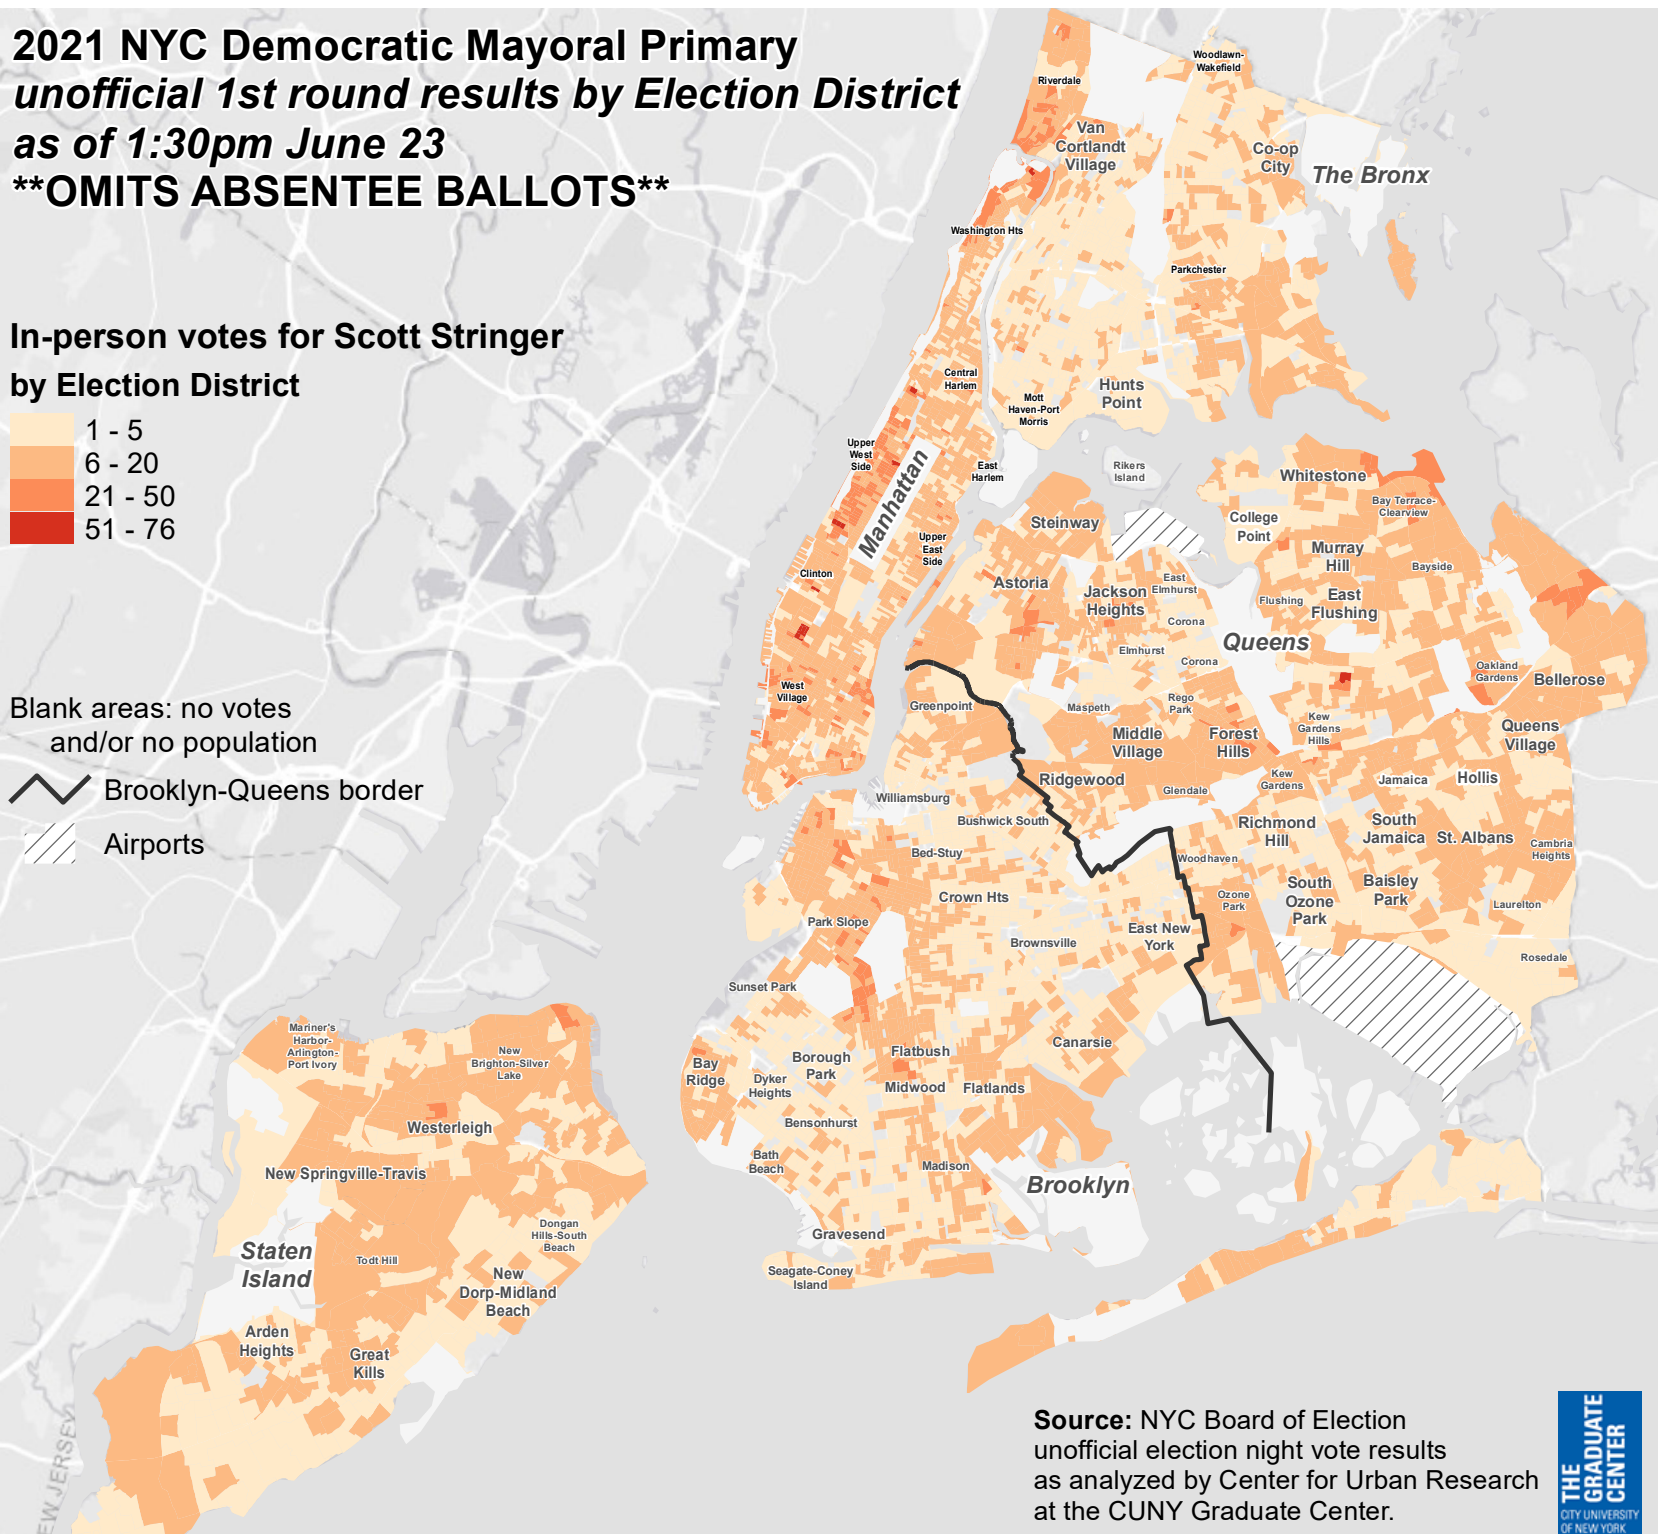 2021 NYC Democratic Mayoral Primary
unofficial 1st round results by Election District
as of 1:30pm June 23
**OMITS ABSENTEE BALLOTS**
In-person votes for Scott Stringer
by Election District
1 - 5
6 - 20
21 - 50
51 - 76
Blank areas: no votes
and/or no population
Brooklyn-Queens border
Airports
Woodlawn-
Wakefield
Riverdale
Van
Cortlandt
Village
Co-op
City
The Bronx
Washington Hts
Parkchester
Central
Harlem
Mott
Haven-Port
Morris
Hunts
Point
Upper
West
Side
Manhattan
East
Harlem
Rikers
Island
Whitestone
Bay Terrace-
Clearview
College
Point
Steinway
Upper
East
Side
Murray
Hill
Bayside
Clinton
Astoria
Jackson
Heights
East
Elmhurst
Flushing
East
Flushing
Corona
Queens
Elmhurst
Corona
Oakland
Gardens
Bellerose
West
Village
Greenpoint
Maspeth
Rego
Park
Middle
Village
Forest
Hills
Kew
Gardens
Hills
Queens
Village
Ridgewood
Kew
Gardens
Jamaica
Hollis
Glendale
Williamsburg
Bushwick South
Richmond
Hill
South
Jamaica
St. Albans
Cambria
Heights
Bed-Stuy
Woodhaven
Crown Hts
Ozone
Park
South
Ozone
Park
Baisley
Park
Laurelton
Park Slope
Brownsville
East New
York
Rosedale
Sunset Park
Mariner's
Harbor-
Arlington-
Port Ivory
New
Brighton-Silver
Lake
Bay
Ridge
Borough
Park
Flatbush
Canarsie
Dyker
Heights
Midwood
Flatlands
Westerleigh
Bensonhurst
New Springville-Travis
Bath
Beach
Madison
Brooklyn
Dongan
Hills-South
Beach
Gravesend
Staten
Island
Todt Hill
Seagate-Coney
Island
New
Dorp-Midland
Beach
Arden
Heights
Great
Kills
Source: NYC Board of Election
unofficial election night vote results
as analyzed by Center for Urban Research
at the CUNY Graduate Center.
THE
GRADUATE
CENTER
CITY UNIVERSITY
OF NEW YORK